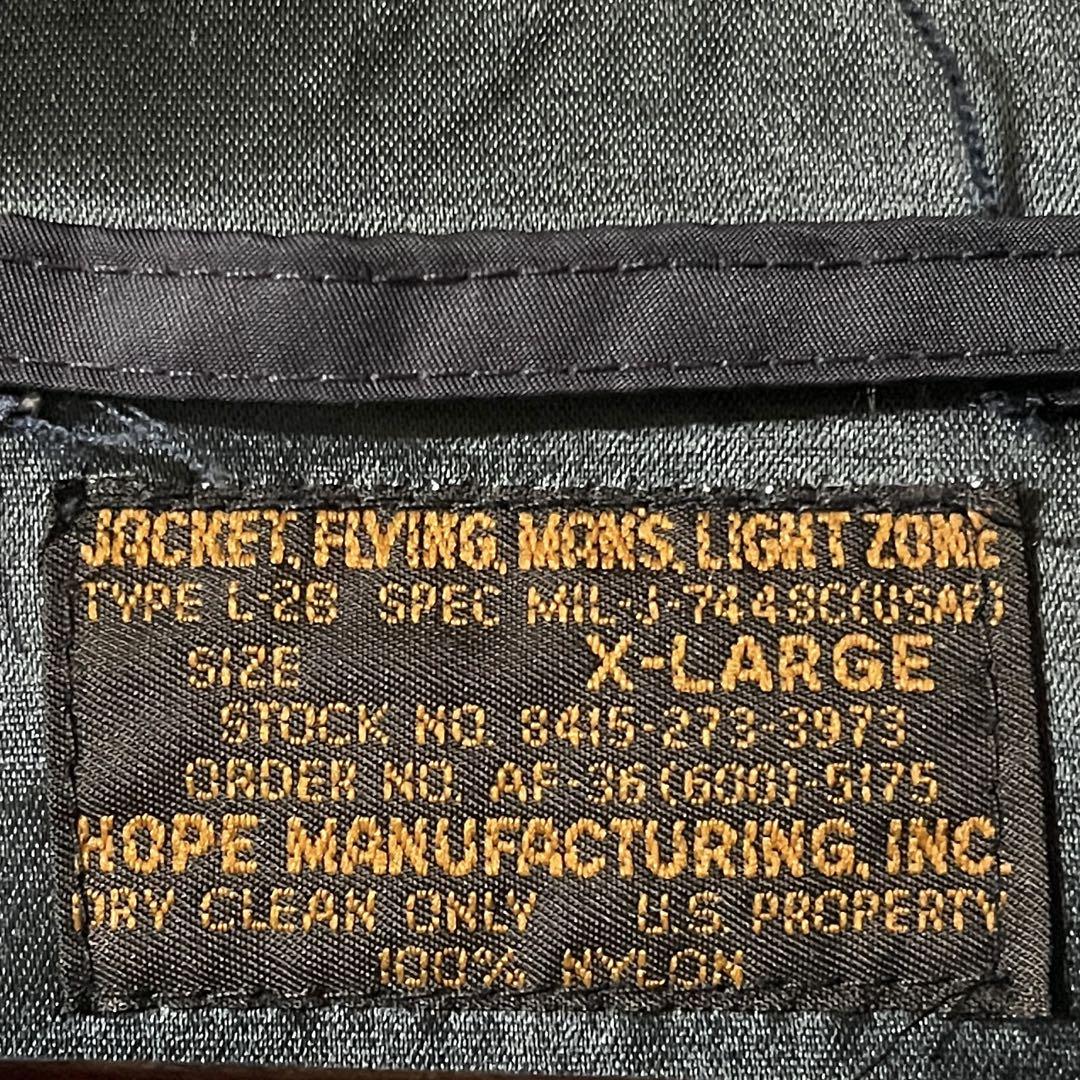 JACKET, FLYING, MAN'S, LIGHT ZONE
TYPE L-2B SPEC MIL-J-7448C(USAF)
SIZE X-LARGE
STOCK NO. 8415-273-3973
ORDER NO. AF-36(600)-5175
HOPE MANUFACTURING, INC.
DRY CLEAN ONLY U.S. PROPERTY
100% NYLON